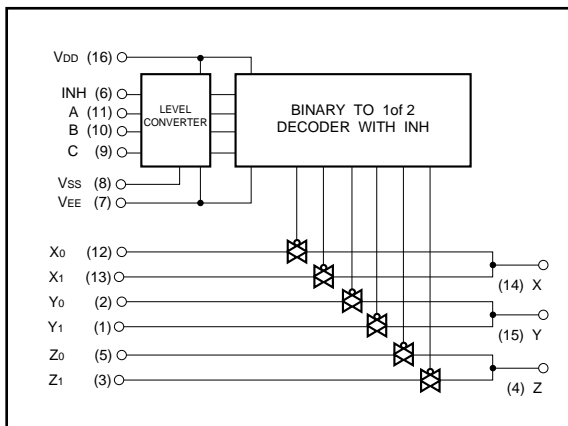 VDD (16)
INH (6)
A (11)
B (10)
C (9)
VSS (8)
VEE (7)
LEVEL
CONVERTER
BINARY TO 1of 2
DECODER WITH INH
X0 (12)
X1 (13)
Y0 (2)
Y1 (1)
Z0 (5)
Z1 (3)
(14) X
(15) Y
(4) Z